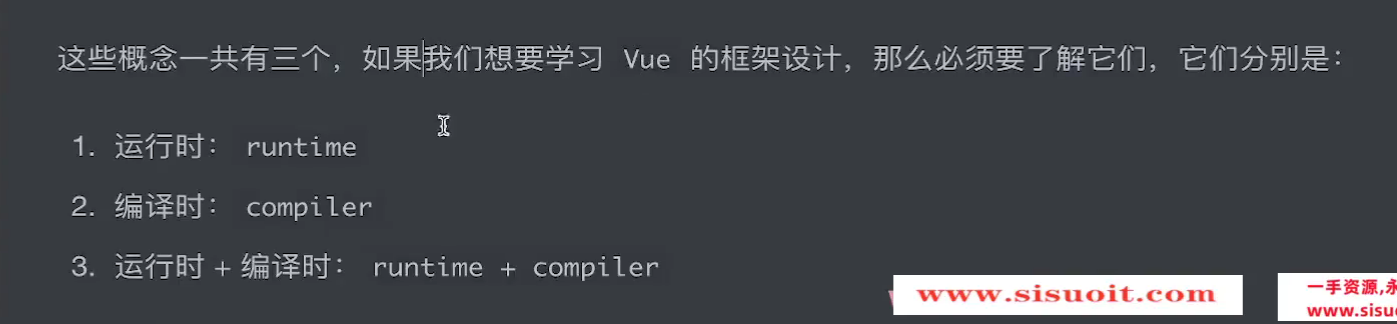 这些概念一共有三个，如果我们想要学习 Vue 的框架设计，那么必须要了解它们，它们分别是：
1. 运行时： runtime
2. 编译时： compiler
3. 运行时 + 编译时： runtime + compiler
www.sisuoit.com
一手资源,
www.sisu